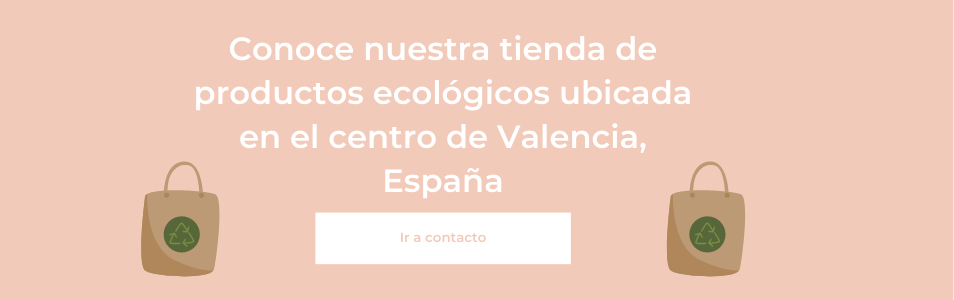 Conoce nuestra tienda de
productos ecológicos ubicada
en el centro de Valencia,
España
Ir a contacto